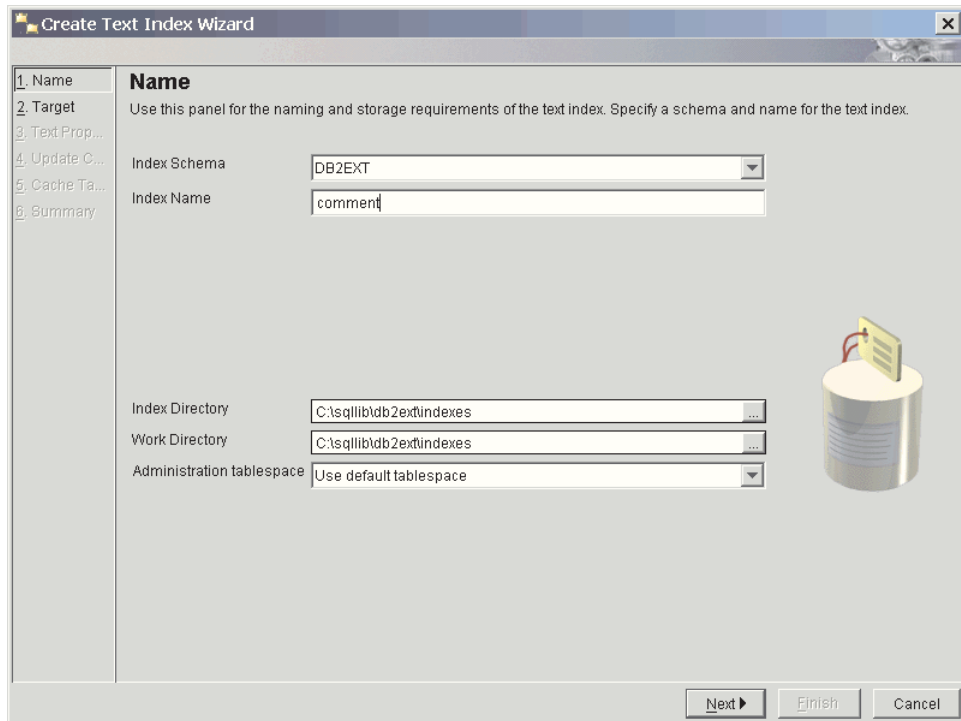 Create Text Index Wizard
1. Name
2. Target
3. Text Prop...
4. Update C...
5. Cache Ta...
6. Summary
Name
Use this panel for the naming and storage requirements of the text index. Specify a schema and name for the text index.
Index Schema
DB2EXT
Index Name
comment
Index Directory
C:\sqllib\db2ext\indexes
...
Work Directory
C:\sqllib\db2ext\indexes
...
Administration tablespace
Use default tablespace
Next
Finish
Cancel